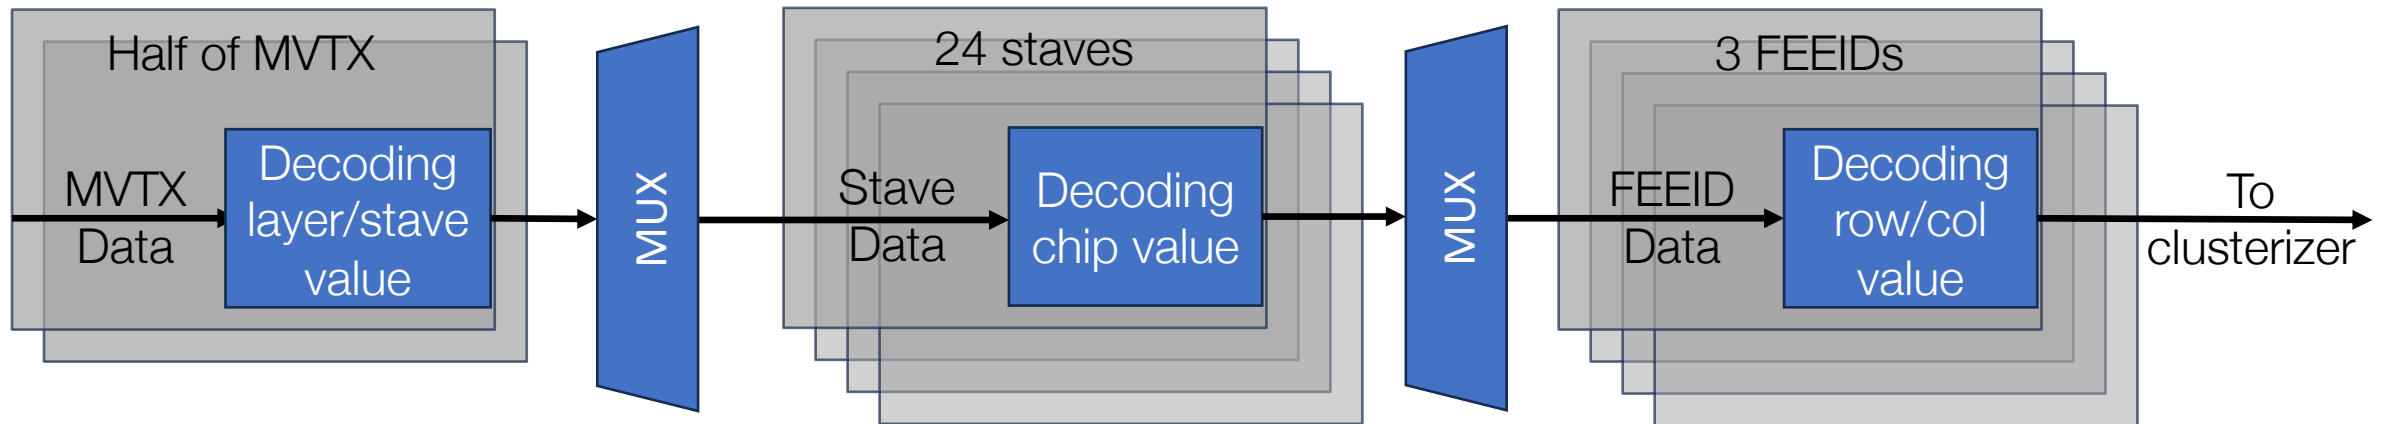 Half of MVTX
MVTX
Data
Decoding
layer/stave
value
MUX
24 staves
Stave
Data
Decoding
chip value
MUX
3 FEEIDs
FEEID
Data
Decoding
row/col
value
To
clusterizer